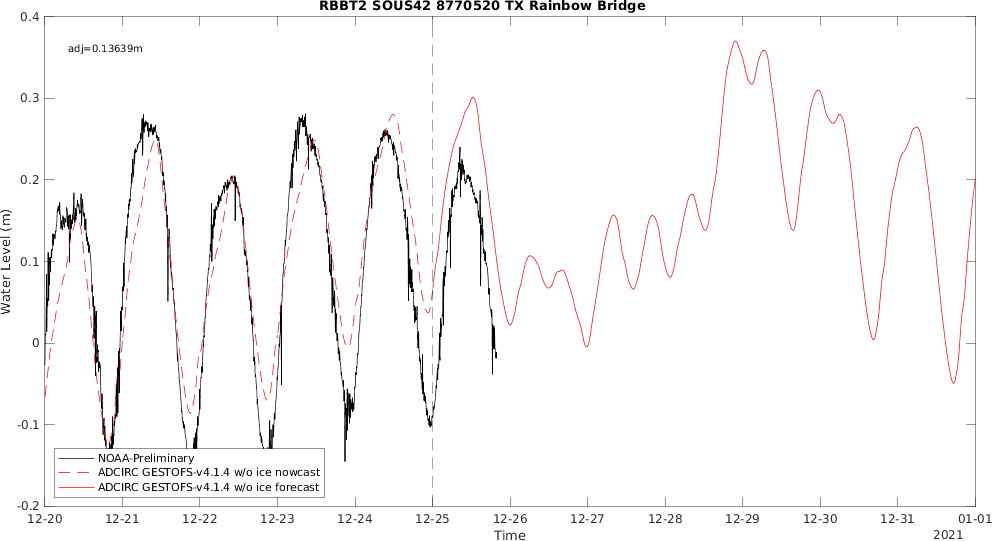 RBBT2 SOUS42 8770520 TX Rainbow Bridge
0.4
adj=0.13639m
0.3
0.2
Water Level (m)
0.1
0
-0.1
NOAA-Preliminary
ADCIRC GESTOFS-v4.1.4 w/o ice nowcast
ADCIRC GESTOFS-v4.1.4 w/o ice forecast
-0.2
12-20 12-21 12-22 12-23 12-24 12-25 12-26 12-27 12-28 12-29 12-30 12-31 01-01
Time
2021